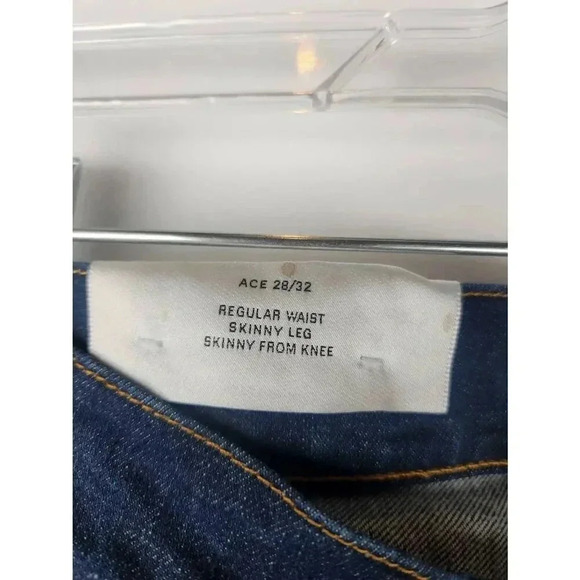 ACE 28/32
REGULAR WAIST
SKINNY LEG
SKINNY FROM KNEE